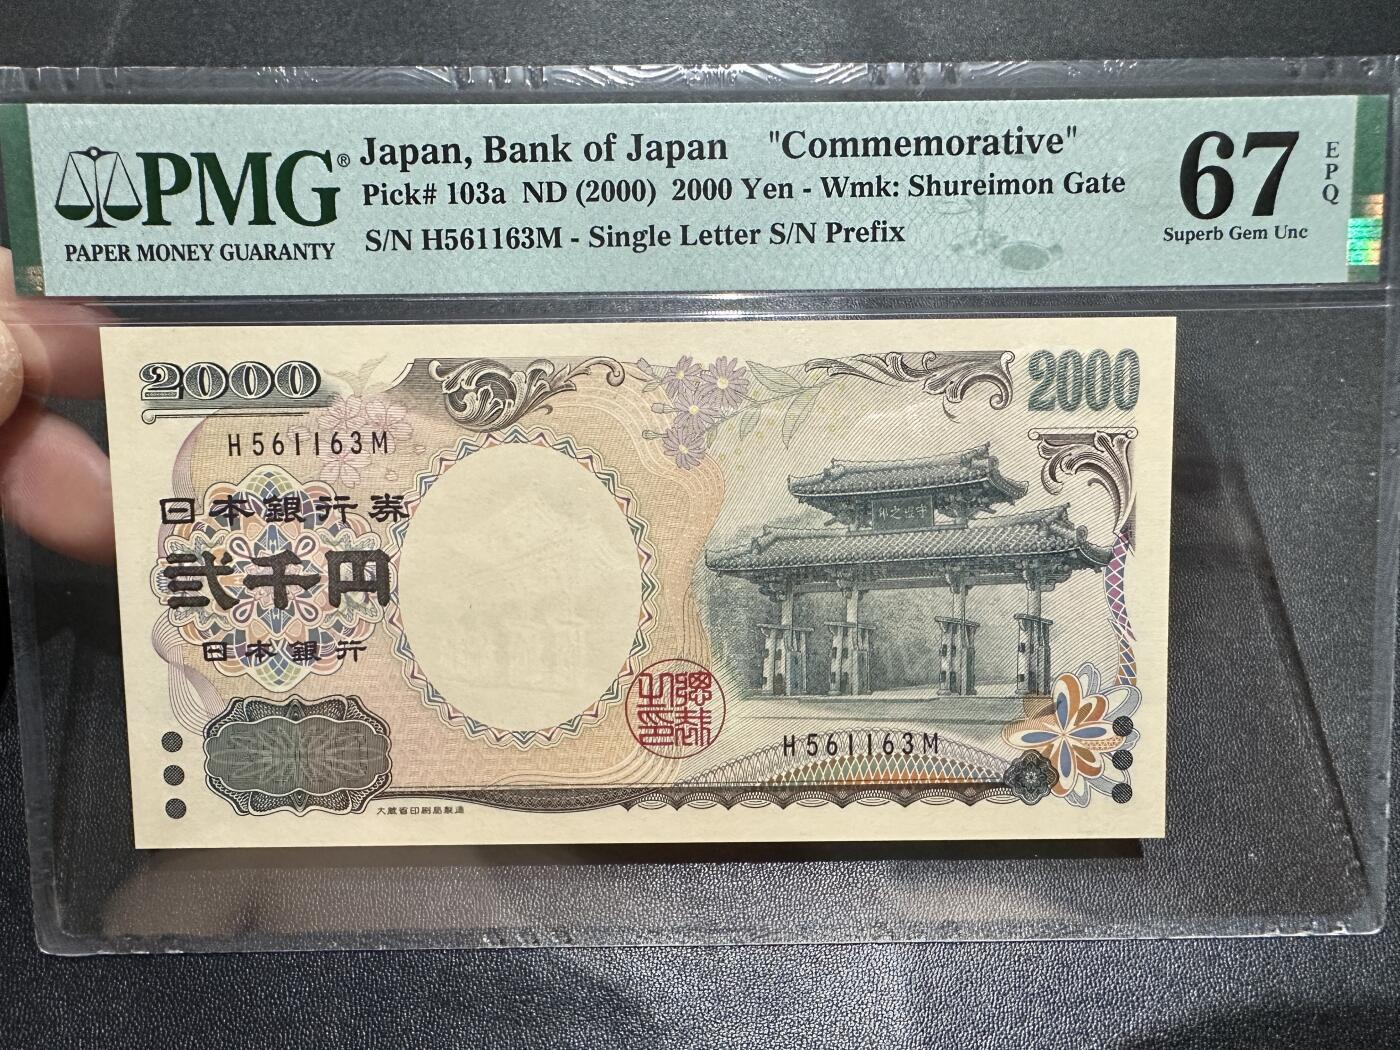 PMG®
PAPER MONEY GUARANTY
Japan, Bank of Japan "Commemorative"
Pick# 103a ND (2000) 2000 Yen - Wmk: Shureimon Gate
S/N H561163M - Single Letter S/N Prefix
67
EPQ
Superb Gem Unc
2000
2000
H561163M
日本銀行券
弐千円
日本銀行
守禮之邦
H561163M
大蔵省印刷局製造